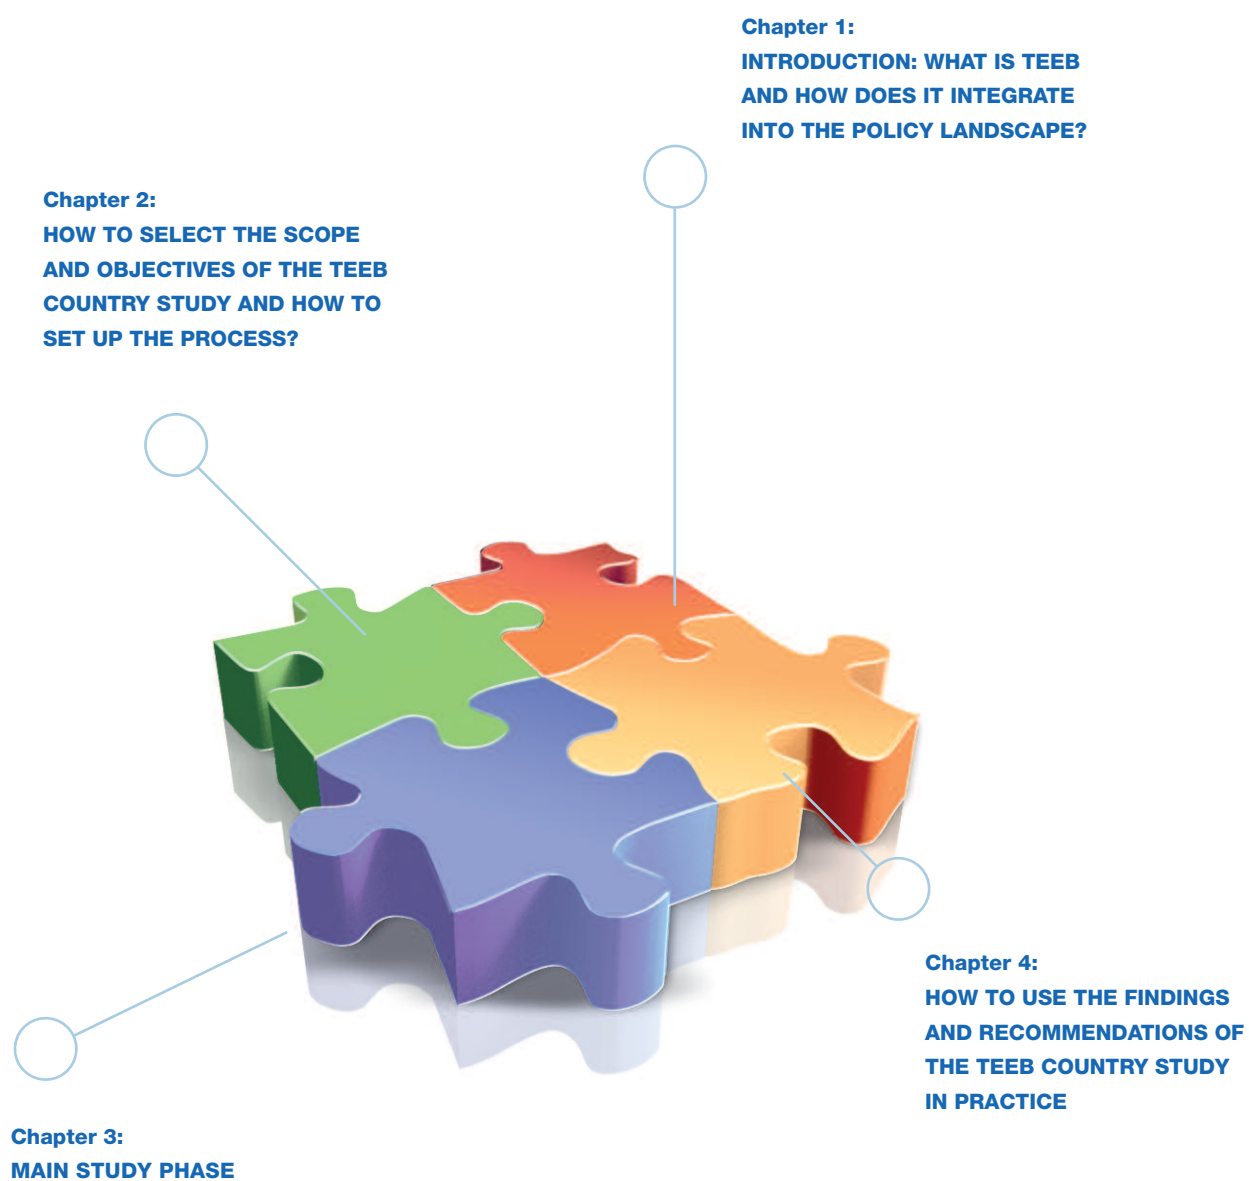 Chapter 1:
INTRODUCTION: WHAT IS TEEB
AND HOW DOES IT INTEGRATE
INTO THE POLICY LANDSCAPE?
Chapter 2:
HOW TO SELECT THE SCOPE
AND OBJECTIVES OF THE TEEB
COUNTRY STUDY AND HOW TO
SET UP THE PROCESS?
Chapter 3:
MAIN STUDY PHASE
Chapter 4:
HOW TO USE THE FINDINGS
AND RECOMMENDATIONS OF
THE TEEB COUNTRY STUDY
IN PRACTICE